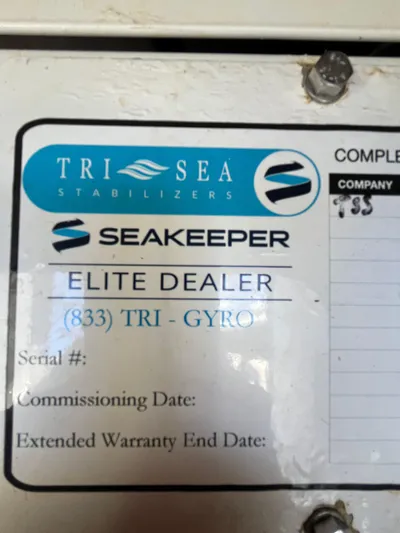 TRI SEA
STABILIZERS
SEAKEEPER
ELITE DEALER
(833) TRI - GYRO
Serial #:
Commissioning Date:
Extended Warranty End Date:
COMPLE
COMPANY
TSS